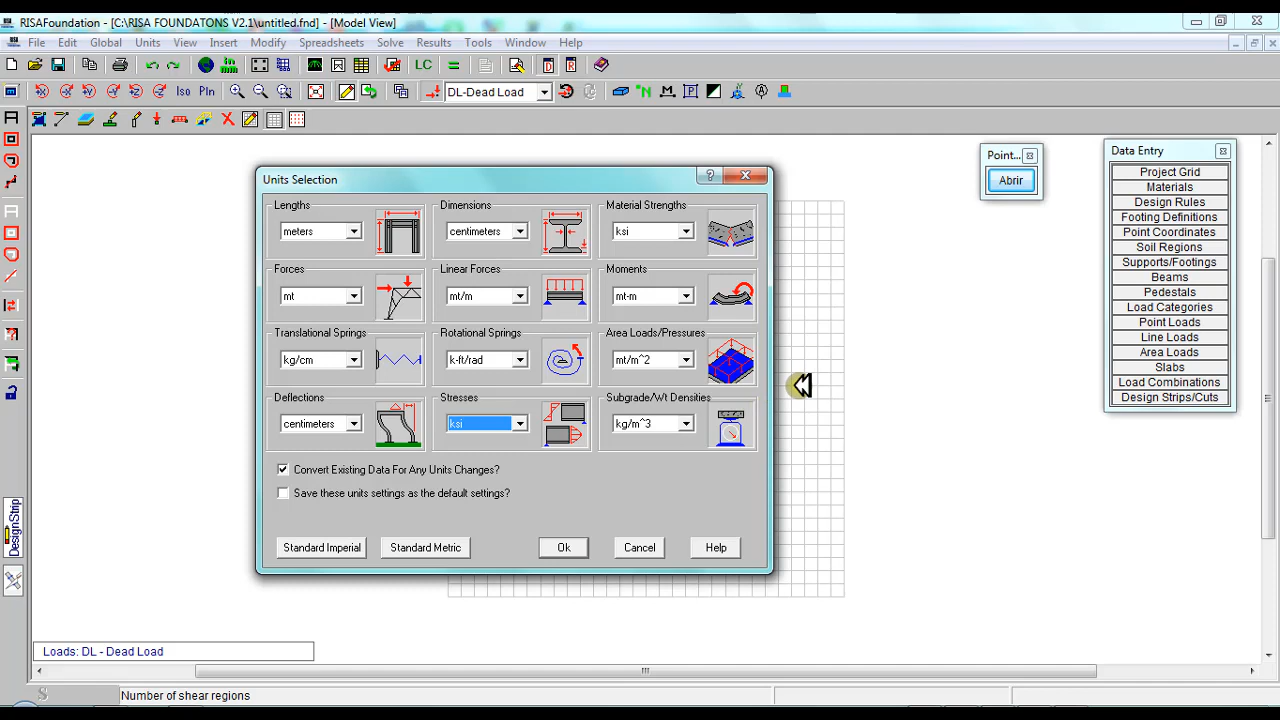 RISAFoundation - [C:\RISA FOUNDATONS V2.1\untitled.fnd] - [Model View]
File Edit Global Units View Insert Modify Spreadsheets Solve Results Tools Window Help
LC
D R
Iso Pln DL-Dead Load
Units Selection
Lengths Dimensions Material Strengths
meters centimeters ksi
Forces Linear Forces Moments
mt mt/m mt-m
Translational Springs Rotational Springs Area Loads/Pressures
kg/cm k-ft/rad mt/m^2
Deflections Stresses Subgrade/Wt Densities
centimeters ksi kg/m^3
Convert Existing Data For Any Units Changes?
Save these units settings as the default settings?
Standard Imperial Standard Metric Ok Cancel Help
Point...
Abrir
Data Entry
Project Grid
Materials
Design Rules
Footing Definitions
Point Coordinates
Soil Regions
Supports/Footings
Beams
Pedestals
Load Categories
Point Loads
Line Loads
Area Loads
Slabs
Load Combinations
Design Strips/Cuts
DesignStrip
Loads: DL - Dead Load
S Number of shear regions